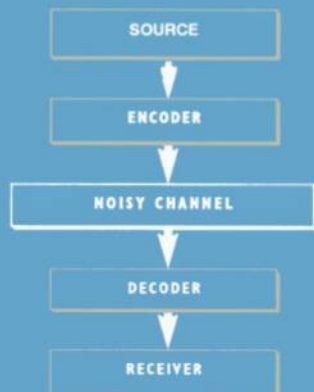 SOURCE
ENCODER
NOISY CHANNEL
DECODER
RECEIVER